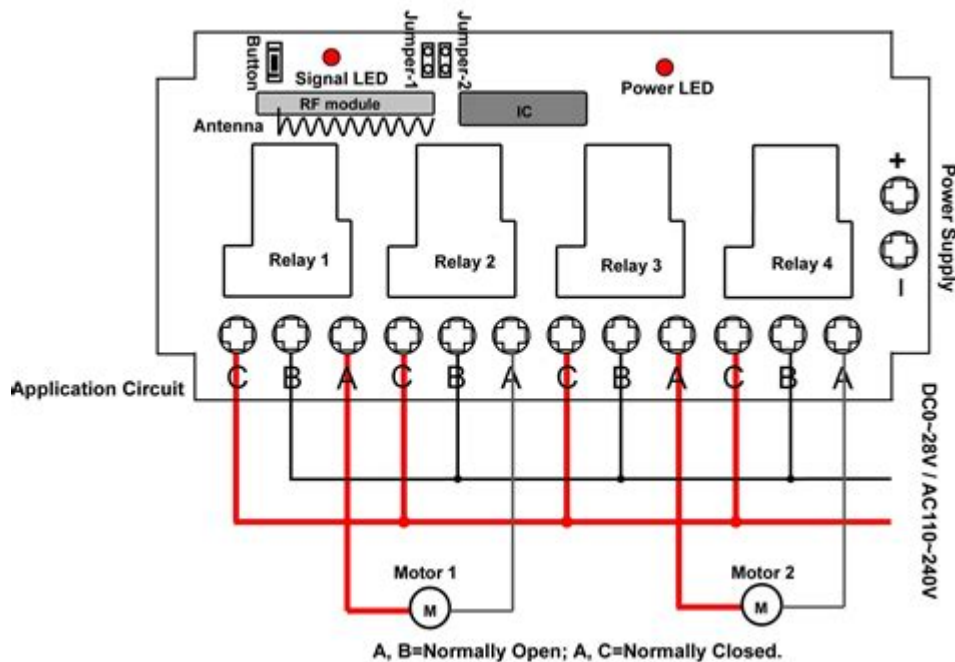 Button
Signal LED
Jumper-1
Jumper-2
Power LED
RF module
IC
Antenna
+
Power Supply
Relay 1
Relay 2
Relay 3
Relay 4
−
C B A C B A C B A C B A
Application Circuit
DC0~28V / AC110~240V
Motor 1
Motor 2
M
M
A, B=Normally Open; A, C=Normally Closed.